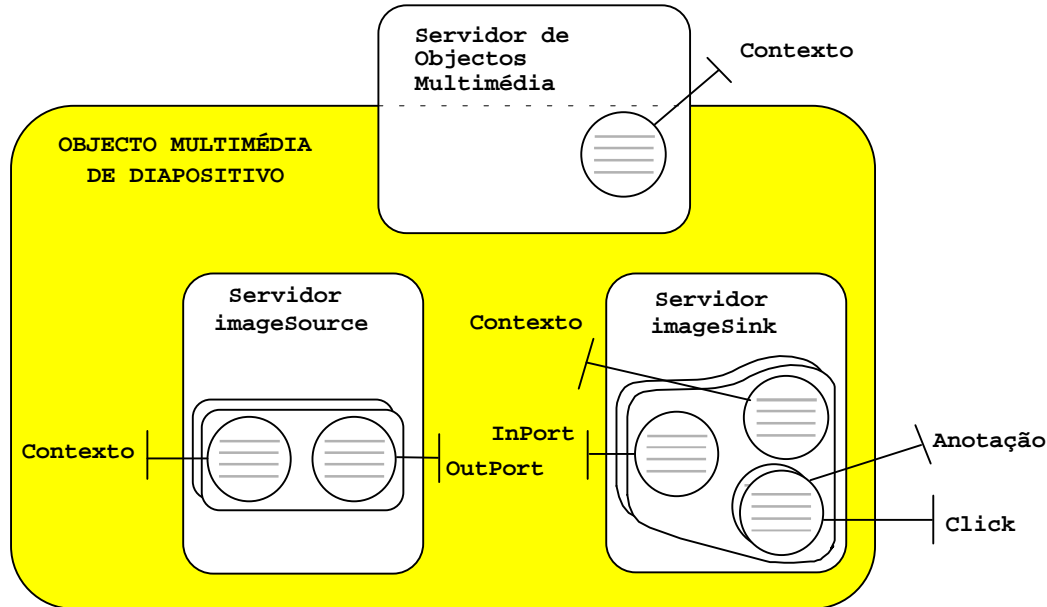 Servidor de
Objectos
Multimédia
Contexto
OBJECTO MULTIMÉDIA
DE DIAPOSITIVO
Servidor
imageSource
Servidor
imageSink
Contexto
Contexto
OutPort
InPort
Anotação
Click